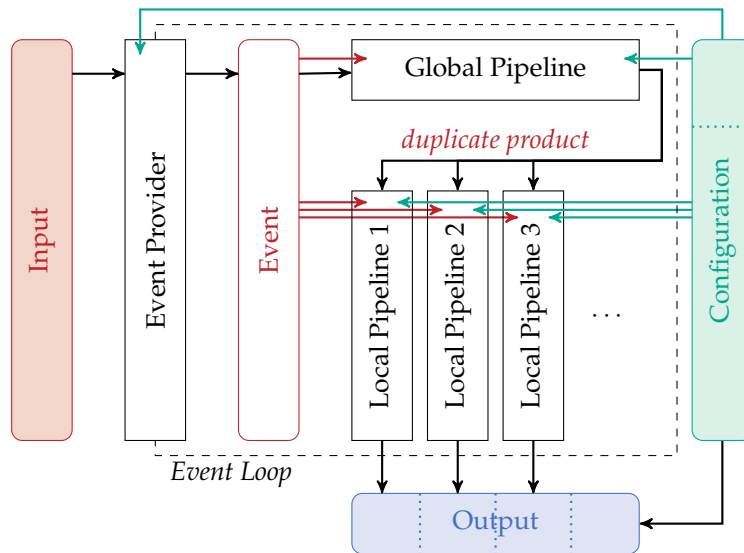 Global Pipeline
duplicate product
Input
Event Provider
Event
Local Pipeline 1
Local Pipeline 2
Local Pipeline 3
. . .
Configuration
Event Loop
Output